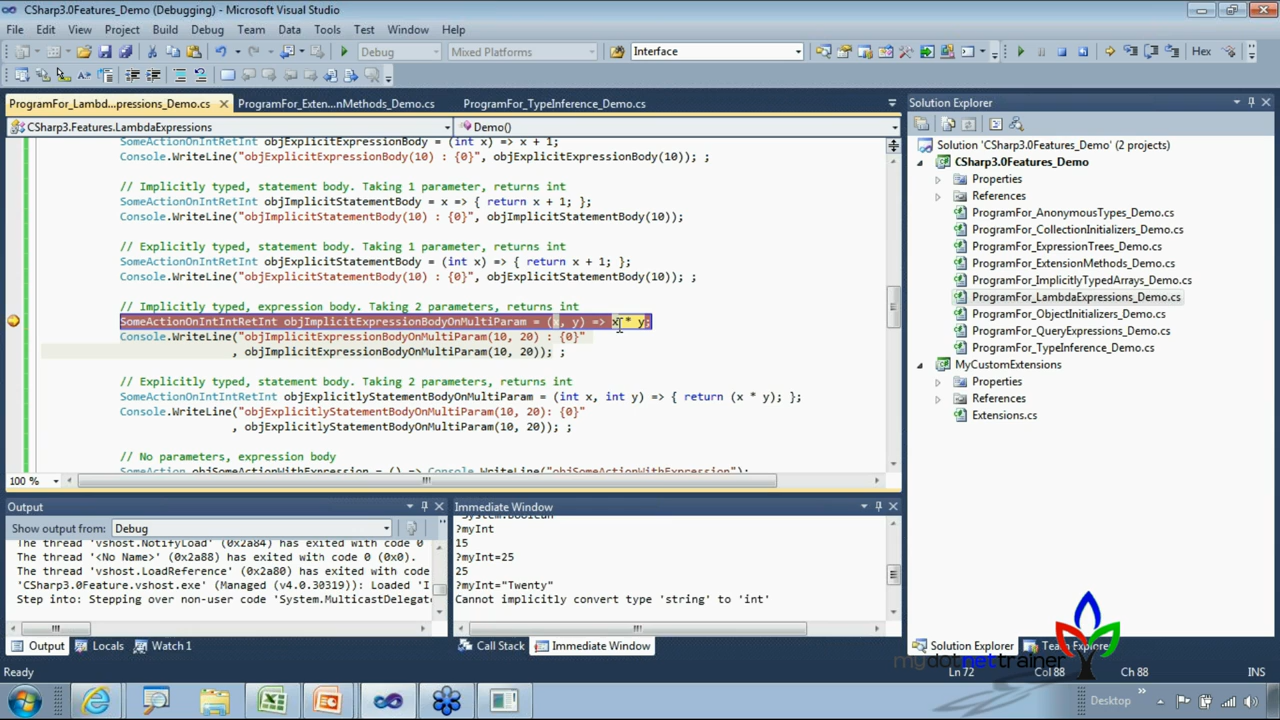 CSharp3.0Features_Demo (Debugging) - Microsoft Visual Studio
File Edit View Project Build Debug Team Data Tools Test Window Help
Debug Mixed Platforms Interface Hex
ProgramFor_Lambd...pressions_Demo.cs ProgramFor_Exten...nMethods_Demo.cs ProgramFor_TypeInference_Demo.cs
CSharp3.Features.LambdaExpressions Demo()
SomeActionOnIntRetInt objExplicitExpressionBody = (int x) => x + 1;
Console.WriteLine("objExplicitExpressionBody(10) : {0}", objExplicitExpressionBody(10)); ;
// Implicitly typed, statement body. Taking 1 parameter, returns int
SomeActionOnIntRetInt objImplicitStatementBody = x => { return x + 1; };
Console.WriteLine("objImplicitStatementBody(10) : {0}", objImplicitStatementBody(10));
// Explicitly typed, statement body. Taking 1 parameter, returns int
SomeActionOnIntRetInt objExplicitStatementBody = (int x) => { return x + 1; };
Console.WriteLine("objExplicitStatementBody(10) : {0}", objExplicitStatementBody(10)); ;
// Implicitly typed, expression body. Taking 2 parameters, returns int
SomeActionOnIntIntRetInt objImplicitExpressionBodyOnMultiParam = (x, y) => x * y;
Console.WriteLine("objImplicitExpressionBodyOnMultiParam(10, 20) : {0}"
, objImplicitExpressionBodyOnMultiParam(10, 20)); ;
// Explicitly typed, statement body. Taking 2 parameters, returns int
SomeActionOnIntIntRetInt objExplicitlyStatementBodyOnMultiParam = (int x, int y) => { return (x * y); };
Console.WriteLine("objExplicitlyStatementBodyOnMultiParam(10, 20): {0}"
, objExplicitlyStatementBodyOnMultiParam(10, 20)); ;
// No parameters, expression body
SomeAction objSomeActionWithExpression = () => Console.WriteLine("objSomeActionWithExpression");
100 %
Solution Explorer
Solution 'CSharp3.0Features_Demo' (2 projects)
CSharp3.0Features_Demo
Properties
References
ProgramFor_AnonymousTypes_Demo.cs
ProgramFor_CollectionInitializers_Demo.cs
ProgramFor_ExpressionTrees_Demo.cs
ProgramFor_ExtensionMethods_Demo.cs
ProgramFor_ImplicitlyTypedArrays_Demo.cs
ProgramFor_LambdaExpressions_Demo.cs
ProgramFor_ObjectInitializers_Demo.cs
ProgramFor_TypeInference_Demo.cs
MyCustomExtensions
Properties
References
Extensions.cs
Output
Show output from: Debug
The thread 'vshost.NotifyLoad' (0x2a84) has exited with code 0
The thread '<No Name>' (0x2a88) has exited with code 0 (0x0).
The thread 'vshost.LoadReference' (0x2a80) has exited with code
'CSharp3.0Feature.vshost.exe' (Managed (v4.0.30319)): Loaded
Step into: Stepping over non-user code 'System.MulticastDelegat
Immediate Window
System.Boolean
?myInt
15
?myInt=25
25
?myInt="Twenty"
Cannot implicitly convert type 'string' to 'int'
Output Locals Watch 1 Call Stack Immediate Window Solution Explorer Team Explorer
mydotnettrainer
Ready Ln 72 Col 88 Ch 88 INS
Desktop